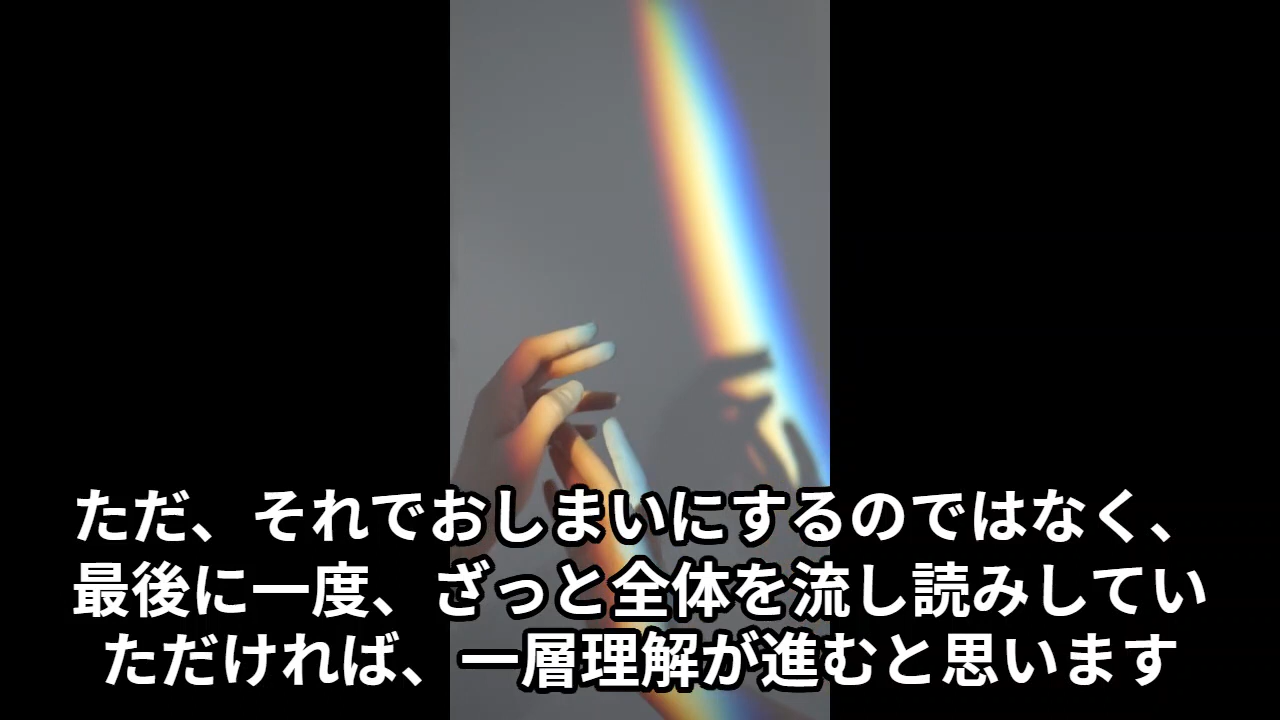 ただ、それでおしまいにするのではなく、
最後に一度、ざっと全体を流し読みしてい
ただければ、一層理解が進むと思います